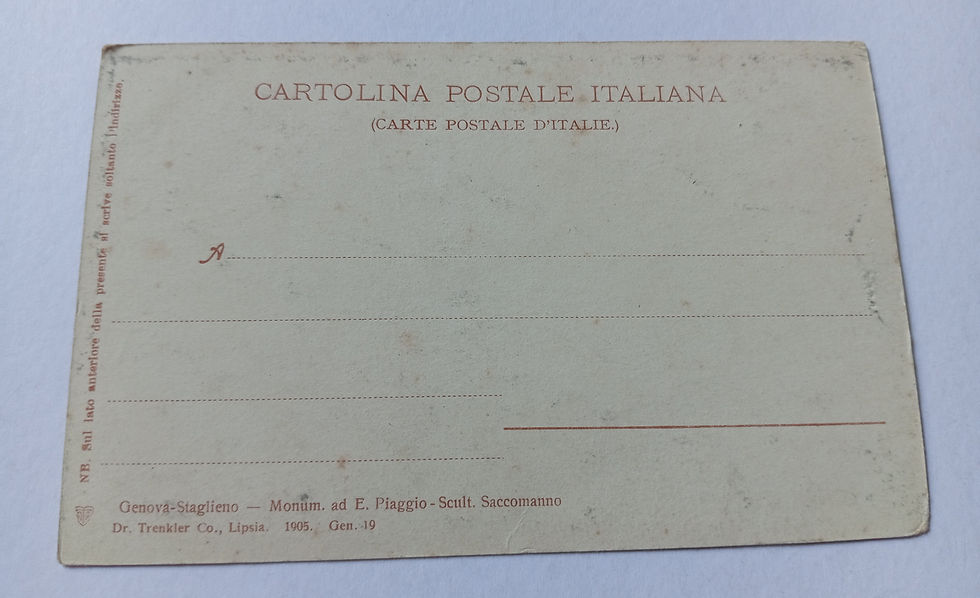 CARTOLINA POSTALE ITALIANA
(CARTE POSTALE D'ITALIE.)
A
NB. Sul lato anteriore della presente si scrive soltanto l'indirizzo.
Genova-Staglieno — Monum. ad E. Piaggio - Scult. Saccomanno
Dr. Trenkler Co., Lipsia. 1905. Gen. 19